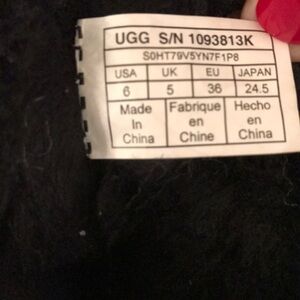 UGG S/N 1093813K
S0HT79V5YN7F1P8
USA UK EU JAPAN
6 5 36 24.5
Made Fabrique Hecho
In en en
China Chine China